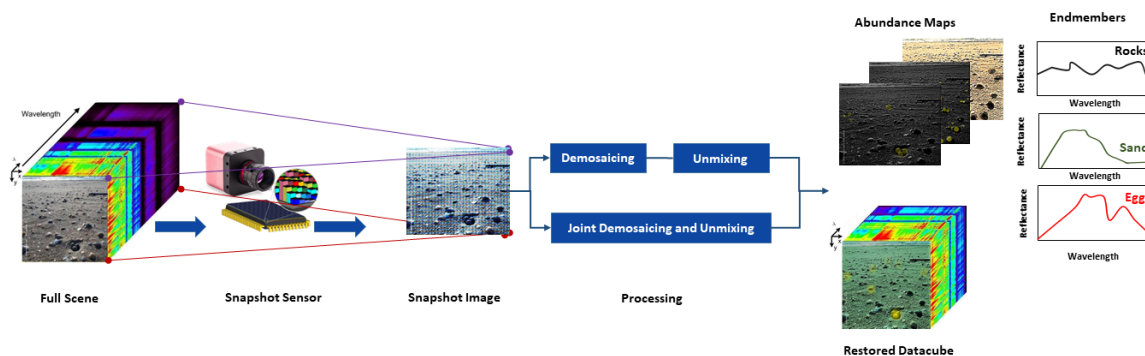 Abundance Maps
Endmembers
Reflectance
Rocks
Wavelength
Wavelength
λ
x
y
Demosaicing
Unmixing
Reflectance
Sand
Wavelength
Joint Demosaicing and Unmixing
Reflectance
Egg
Wavelength
λ
x
y
Full Scene
Snapshot Sensor
Snapshot Image
Processing
Restored Datacube